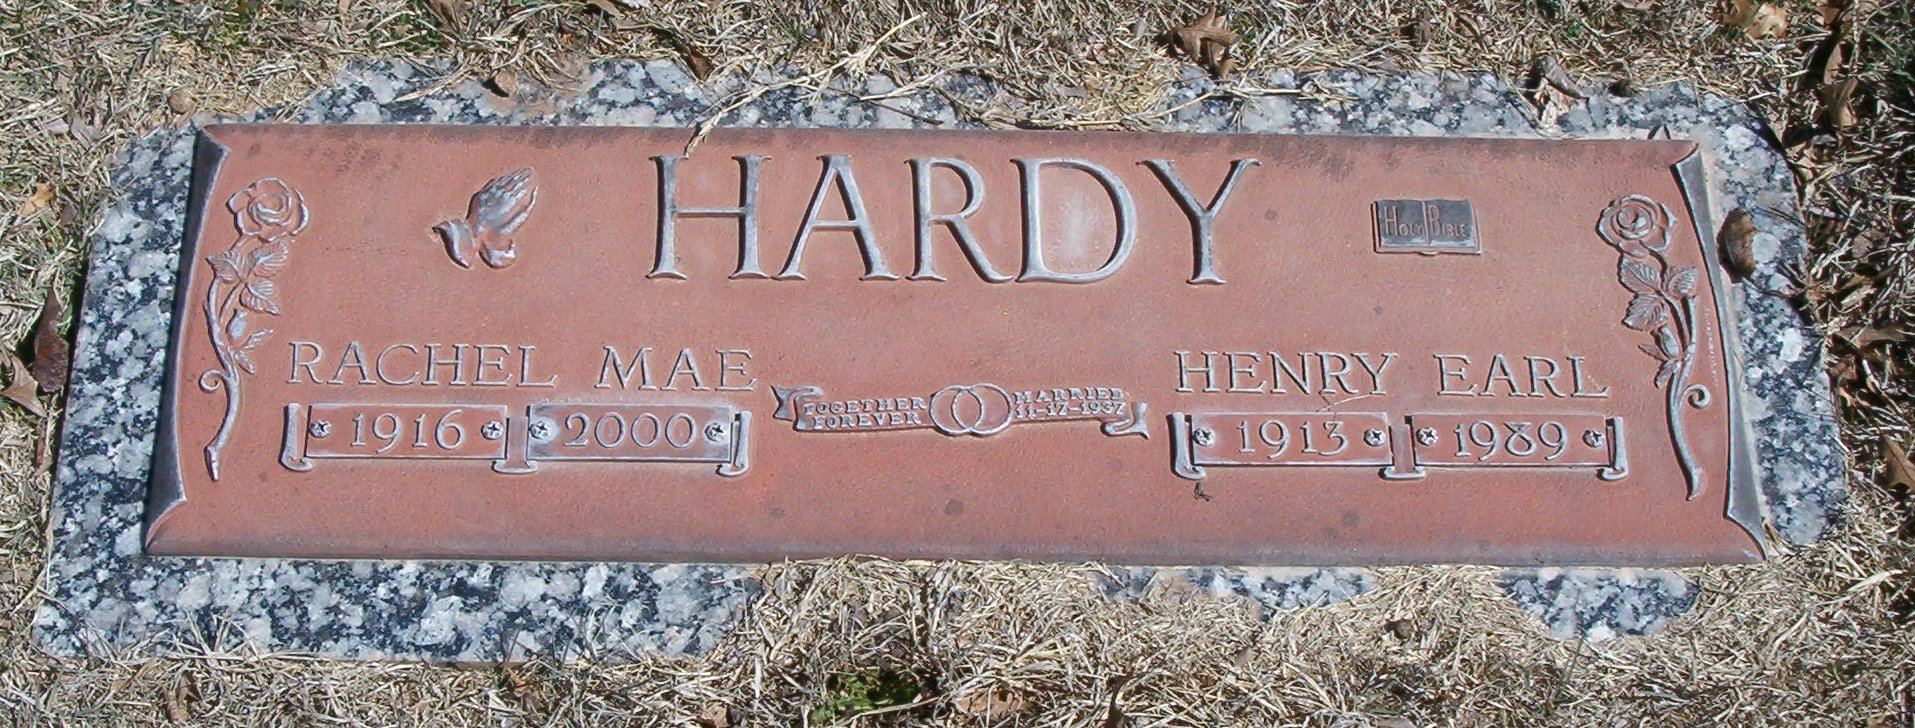 HARDY
HOLY BIBLE
RACHEL MAE
1916 2000
TOGETHER FOREVER
MARRIED 11-17-1937
HENRY EARL
1913 1989